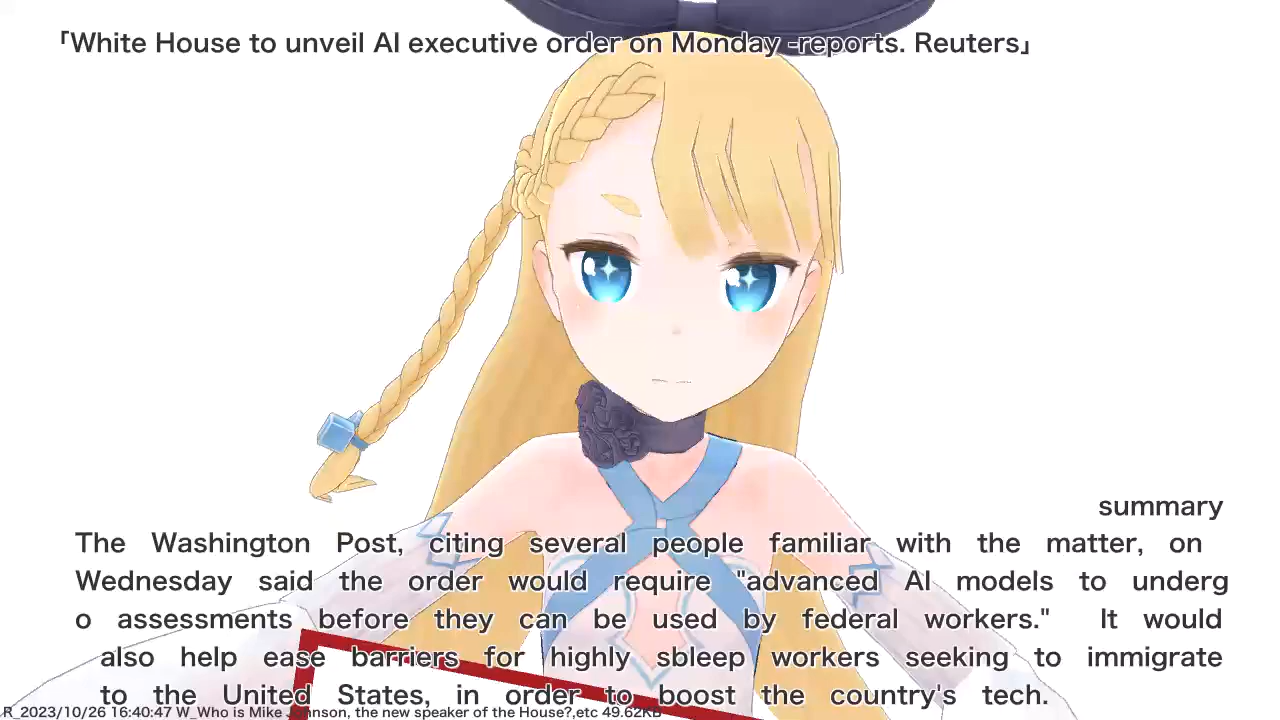 「White House to unveil AI executive order on Monday -reports. Reuters」
summary
The Washington Post, citing several people familiar with the matter, on
Wednesday said the order would require "advanced AI models to underg
o assessments before they can be used by federal workers." It would
also help ease barriers for highly sbleep workers seeking to immigrate
to the United States, in order to boost the country's tech.
R_2023/10/26 16:40:47 W_Who is Mike Johnson, the new speaker of the House?,etc 49.62KB